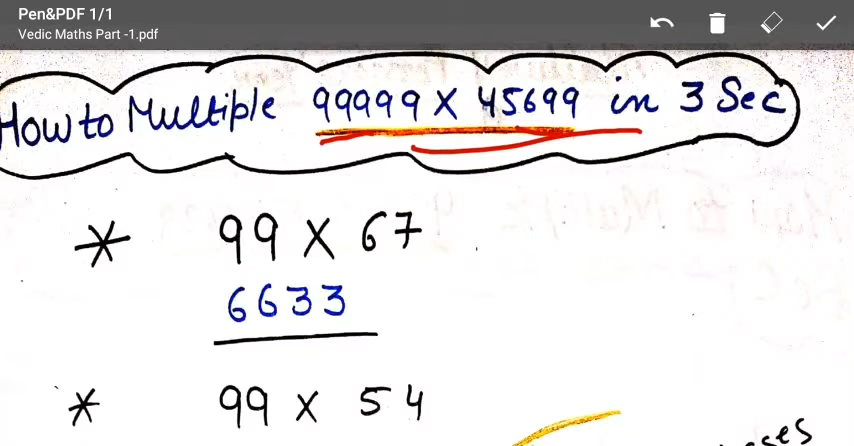 Pen&PDF 1/1
Vedic Maths Part -1.pdf
How to Multiple 99999 X 45699 in 3 Sec
* 99 X 67
6633
* 99 X 54